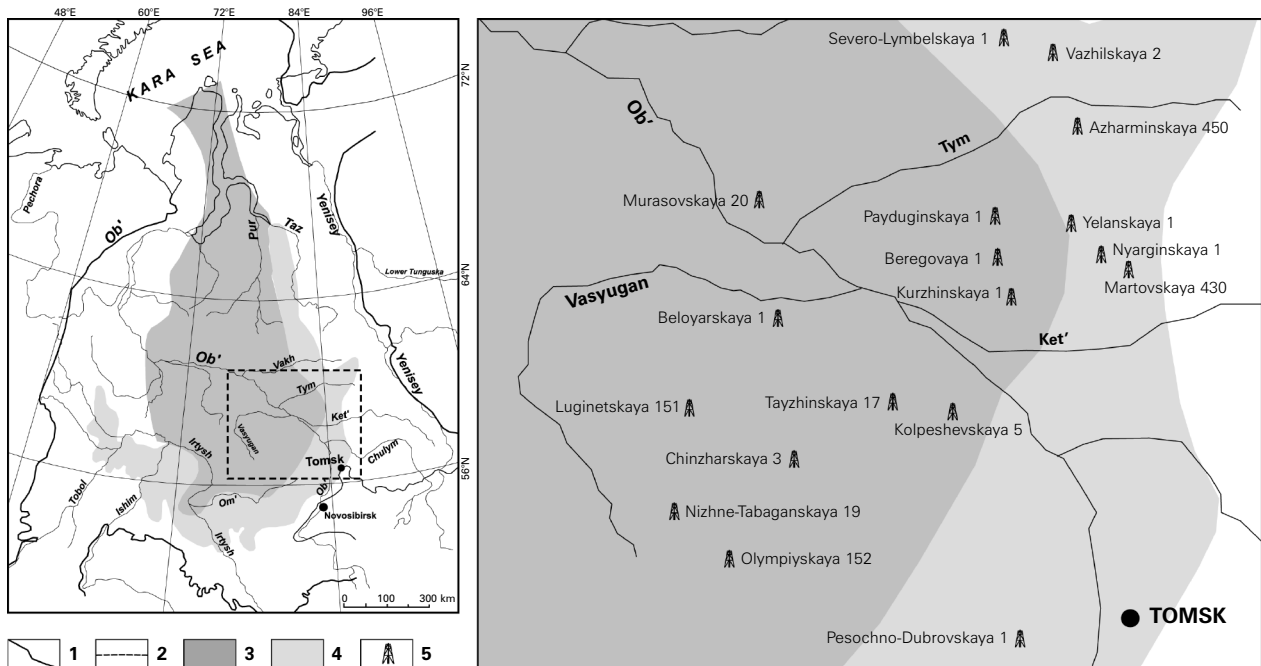 48°E
60°E
72°E
84°E
96°E
KARA SEA
72°N
Pechora
Ob'
Pur
Taz
Yenisey
Lower Tunguska
64°N
Ob'
Vakh
Yenisey
Tym
Ket'
Vasyugan
Irtysh
Chulym
Tomsk
56°N
Tobol
Ishim
Om'
Ob'
Novosibirsk
Irtysh
0 100 300 km
1
2
3
4
5
Severo-Lymbelskaya 1
Vazhilskaya 2
Ob'
Tym
Azharminskaya 450
Murasovskaya 20
Payduginskaya 1
Yelanskaya 1
Beregovaya 1
Nyarginskaya 1
Martovskaya 430
Vasyugan
Kurzhinskaya 1
Beloyarskaya 1
Ket'
Luginetskaya 151
Tayzhinskaya 17
Kolpeshevskaya 5
Chinzharskaya 3
Nizhne-Tabaganskaya 19
Olympiyskaya 152
TOMSK
Pesochno-Dubrovskaya 1